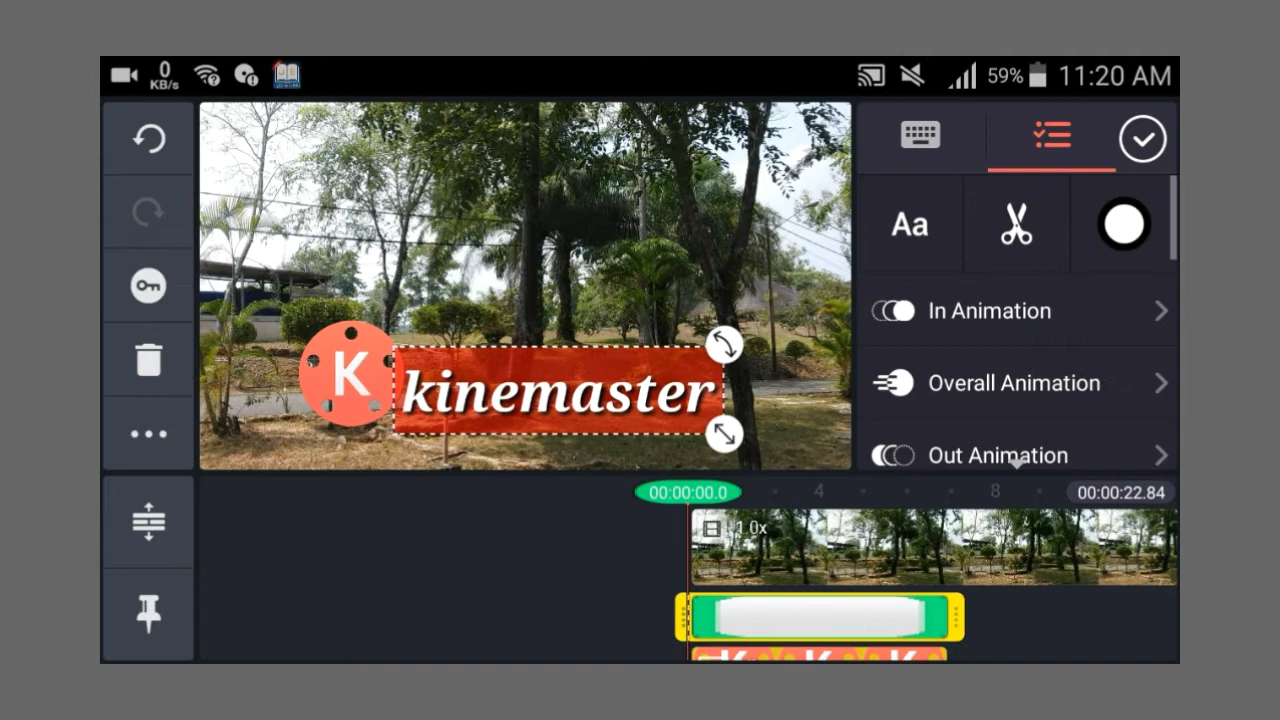 0
KB/s
59%
11:20 AM
Aa
In Animation
K
kinemaster
Overall Animation
Out Animation
00:00:00.0
4
8
00:00:22.84
1.0x
K K K